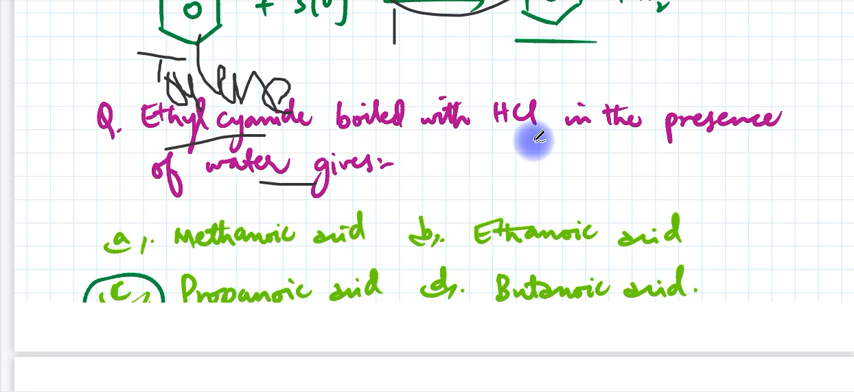 + 3[O]
Toluene
Q. Ethyl cyanide boiled with HCl in the presence
of water gives:-
a). Methanoic acid b). Ethanoic acid
c). Propanoic acid d). Butanoic acid.